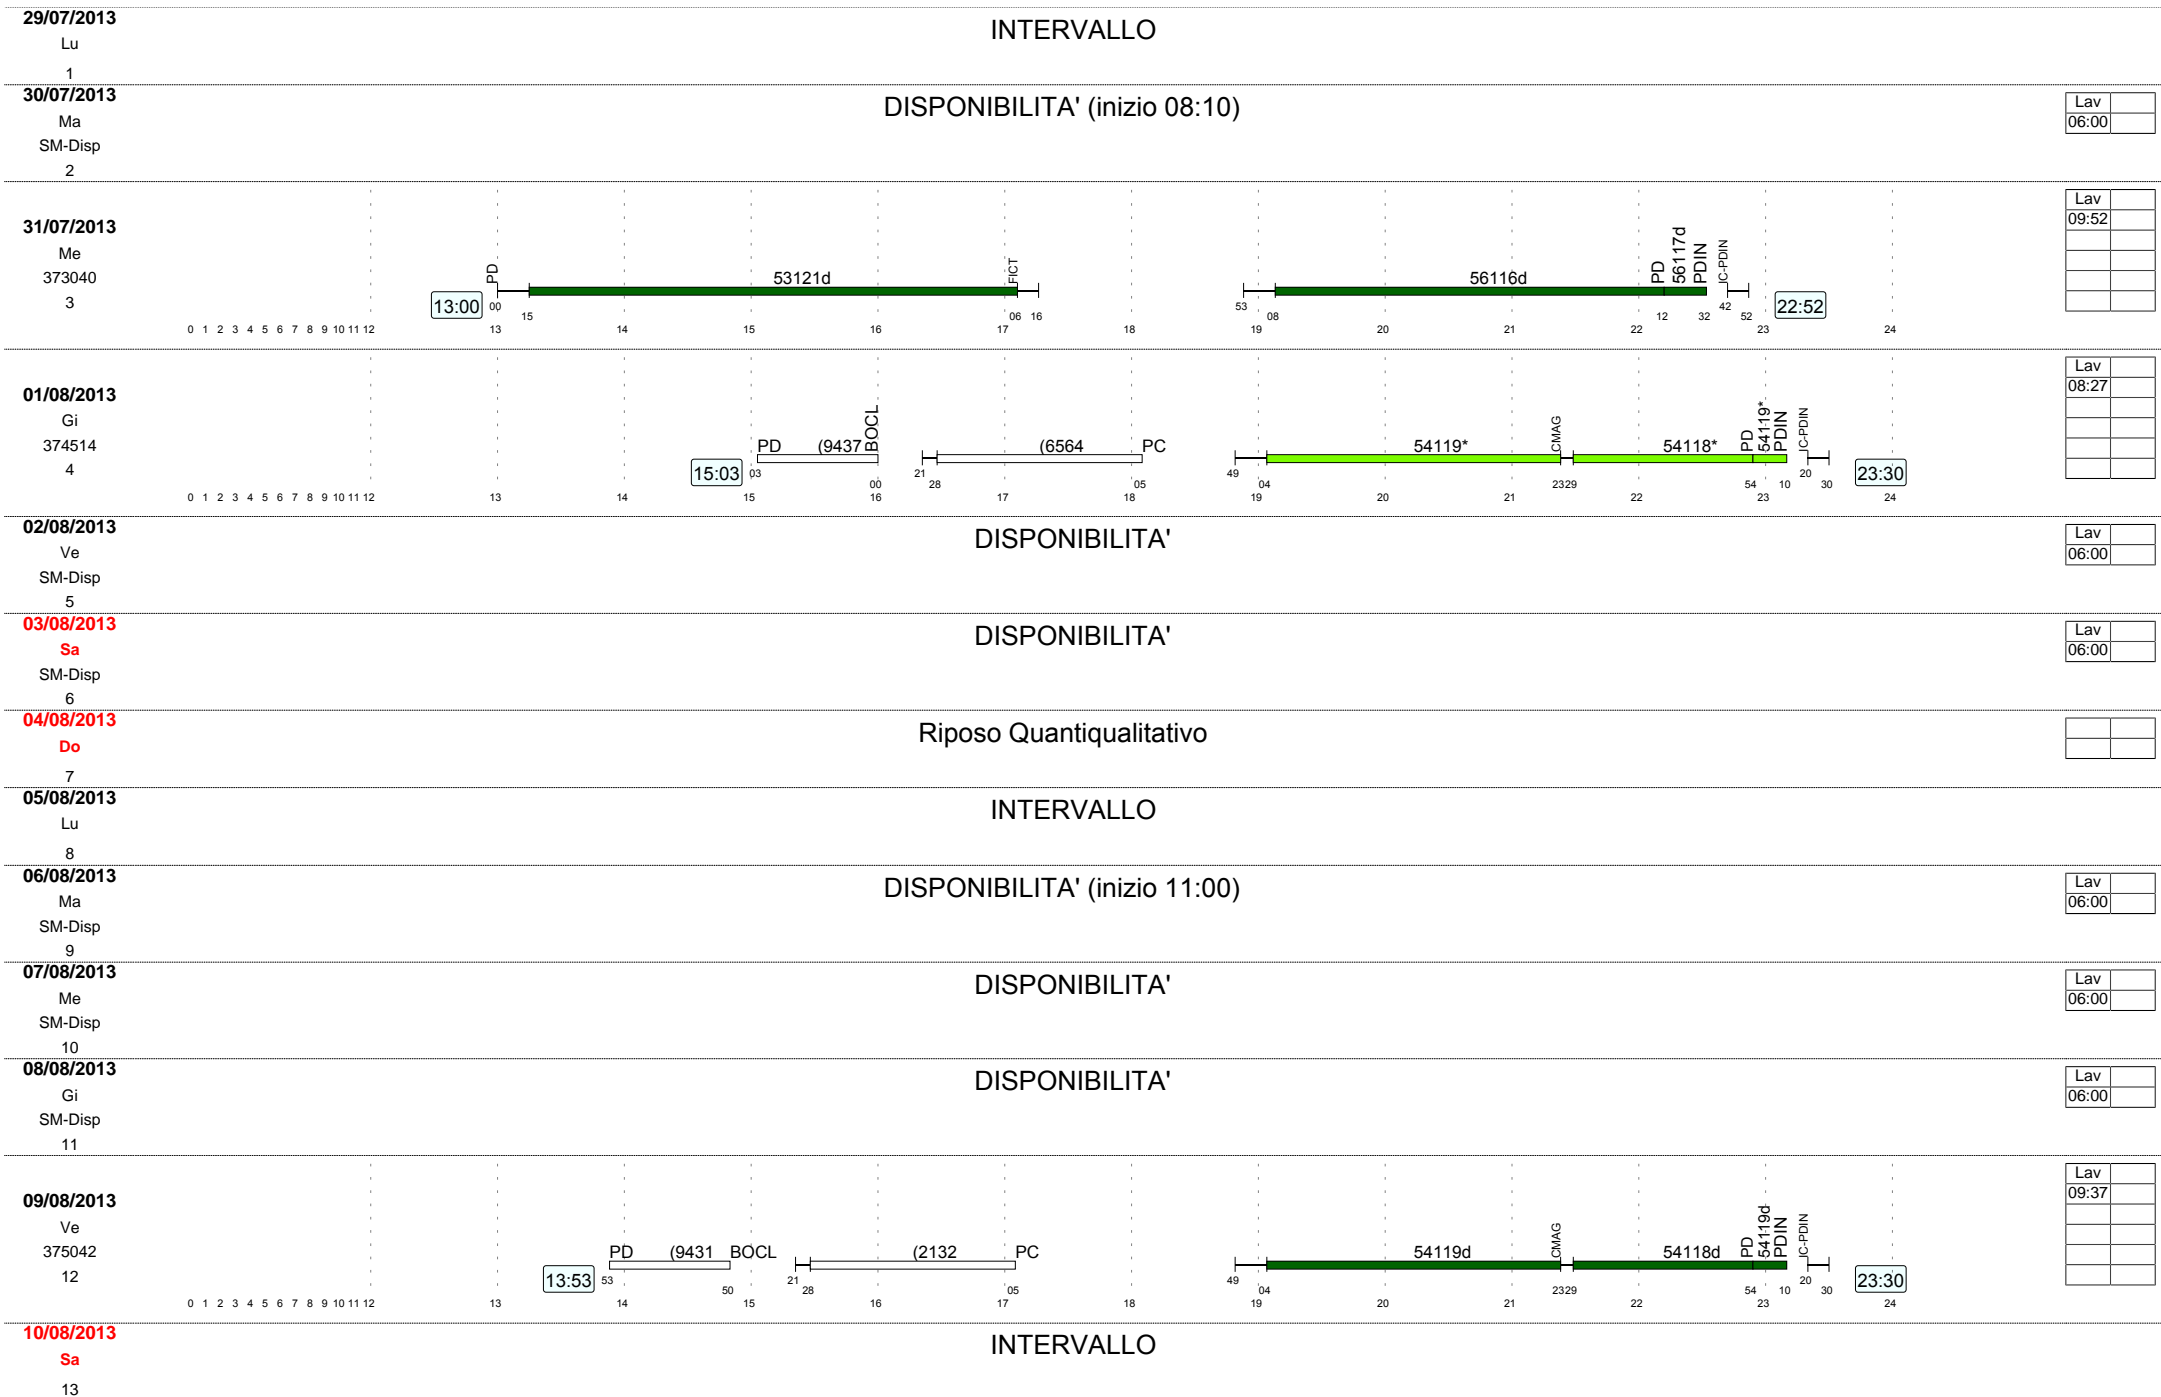 29/07/2013
Lu
1
INTERVALLO
30/07/2013
Ma
SM-Disp
2
DISPONIBILITA' (inizio 08:10)
Lav
06:00
31/07/2013
Me
373040
3
13:00
PD
53121d
FICT
56116d
PD
56117d
PDIN
IC-PDIN
22:52
00 15 06 16 53 08 12 32 42 52
0 1 2 3 4 5 6 7 8 9 10 11 12 13 14 15 16 17 18 19 20 21 22 23 24
Lav
09:52
01/08/2013
Gi
374514
4
15:03
PD (9437 BOCL
(6564 PC
54119*
CMAG
54118*
PD
54119*
PDIN
IC-PDIN
23:30
03 00 21 28 05 49 04 23 29 54 10 20 30
0 1 2 3 4 5 6 7 8 9 10 11 12 13 14 15 16 17 18 19 20 21 22 23 24
Lav
08:27
02/08/2013
Ve
SM-Disp
5
DISPONIBILITA'
Lav
06:00
03/08/2013
Sa
SM-Disp
6
DISPONIBILITA'
Lav
06:00
04/08/2013
Do
7
Riposo Quantiqualitativo
05/08/2013
Lu
8
INTERVALLO
06/08/2013
Ma
SM-Disp
9
DISPONIBILITA' (inizio 11:00)
Lav
06:00
07/08/2013
Me
SM-Disp
10
DISPONIBILITA'
Lav
06:00
08/08/2013
Gi
SM-Disp
11
DISPONIBILITA'
Lav
06:00
09/08/2013
Ve
375042
12
13:53
PD (9431 BOCL
(2132 PC
54119d
CMAG
54118d
PD
54119d
PDIN
IC-PDIN
23:30
53 50 21 28 05 49 04 23 29 54 10 20 30
0 1 2 3 4 5 6 7 8 9 10 11 12 13 14 15 16 17 18 19 20 21 22 23 24
Lav
09:37
10/08/2013
Sa
13
INTERVALLO